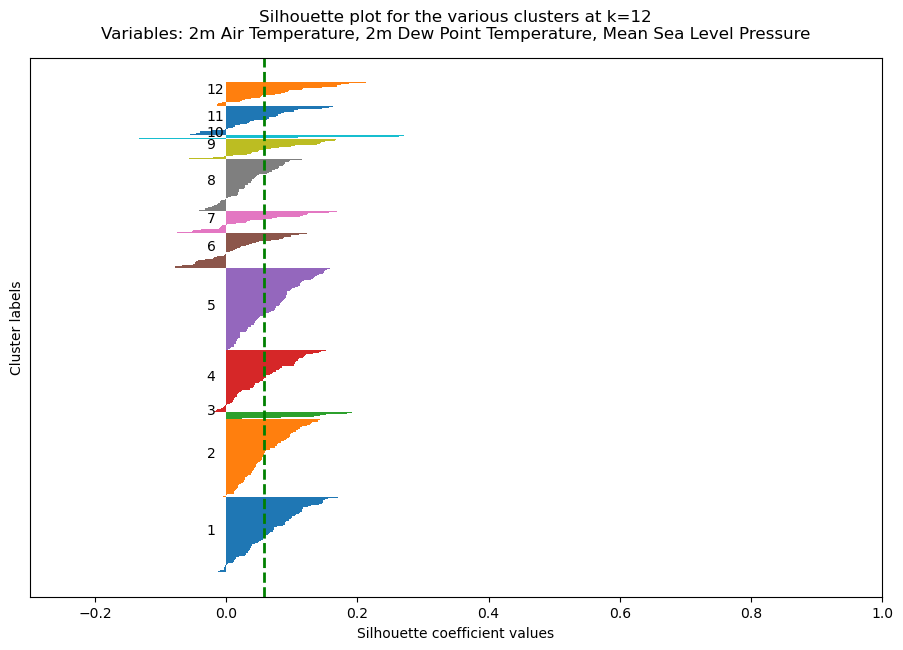 Silhouette plot for the various clusters at k=12
Variables: 2m Air Temperature, 2m Dew Point Temperature, Mean Sea Level Pressure
12
11
10
9
8
7
6
5
4
3
2
1
Cluster labels
−0.2 0.0 0.2 0.4 0.6 0.8 1.0
Silhouette coefficient values